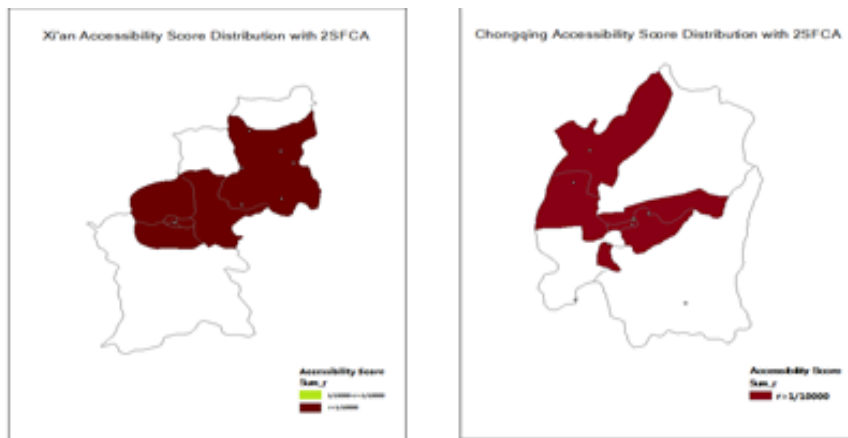 Xi'an Accessibility Score Distribution with 2SFCA
Accessibility Score
Sum_r
Chongqing Accessibility Score Distribution with 2SFCA
Accessibility Score
Sum_r
r=1/10000